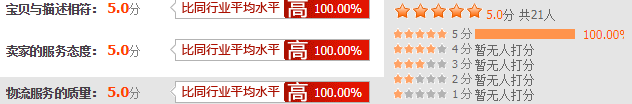 宝贝与描述相符： 5.0分 比同行业平均水平 高 100.00%
卖家的服务态度： 5.0分 比同行业平均水平 高 100.00%
物流服务的质量： 5.0分 比同行业平均水平 高 100.00%
5.0分 共21人
5 分 100.00%
4 分 暂无人打分
3 分 暂无人打分
2 分 暂无人打分
1 分 暂无人打分